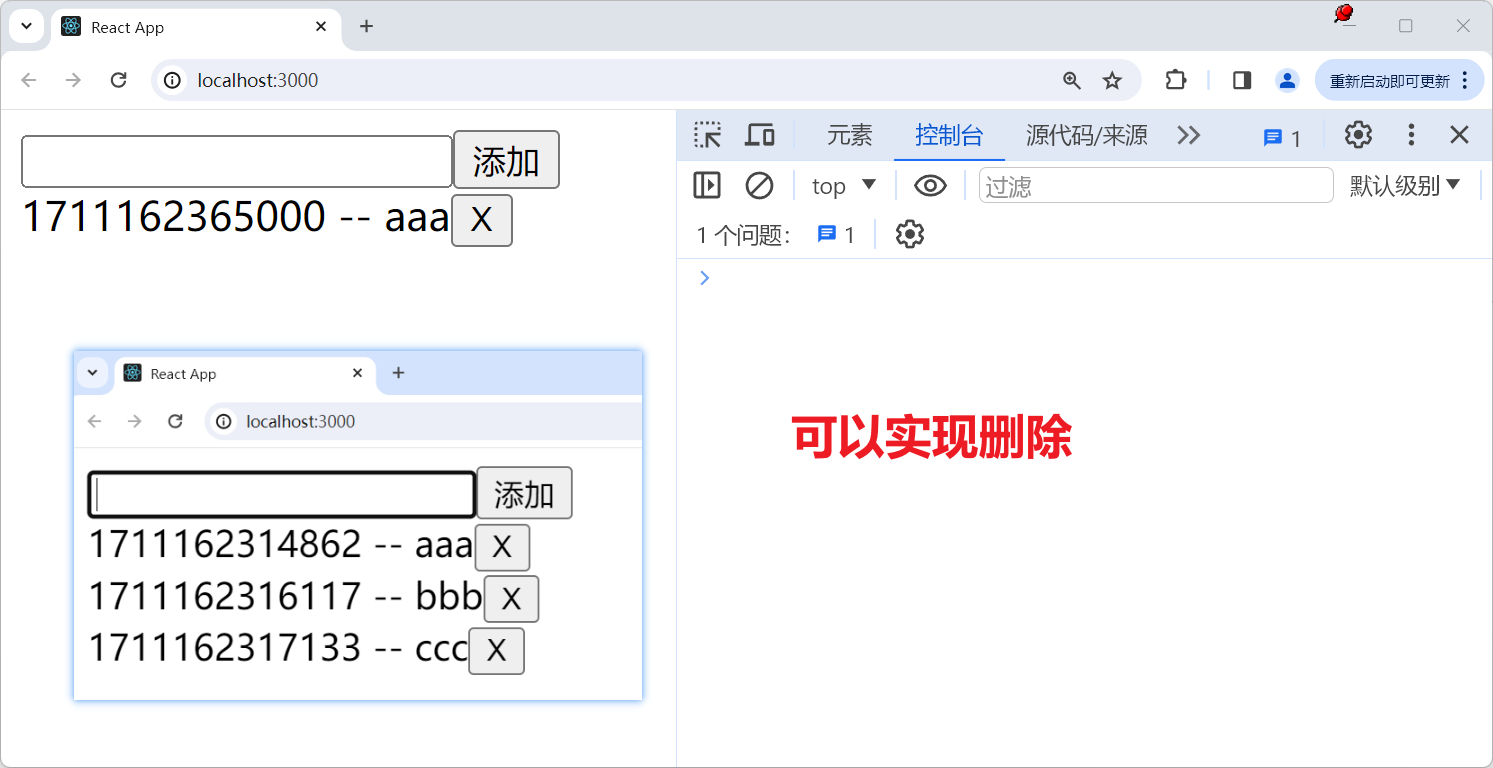 React App
localhost:3000
重新启动即可更新
添加
1711162365000 -- aaa X
元素 控制台 源代码/来源 1
top 过滤 默认级别
1 个问题: 1
React App
localhost:3000
添加
1711162314862 -- aaa X
1711162316117 -- bbb X
1711162317133 -- ccc X
可以实现删除